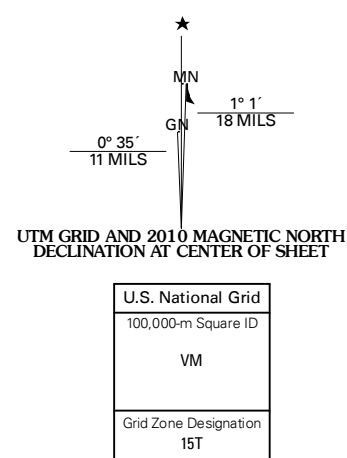 MN
1° 1´
18 MILS
GN
0° 35´
11 MILS
UTM GRID AND 2010 MAGNETIC NORTH
DECLINATION AT CENTER OF SHEET
U.S. National Grid
100,000-m Square ID
VM
Grid Zone Designation
15T